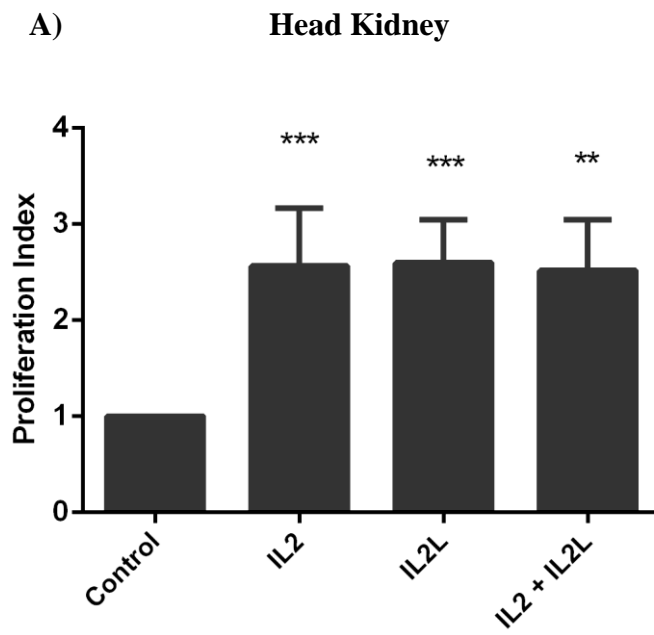 A) Head Kidney
4
3
2
1
0
Proliferation Index
***
***
**
Control
IL2
IL2L
IL2 + IL2L